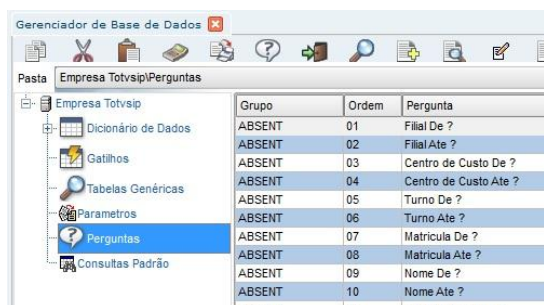 Gerenciador de Base de Dados
Pasta Empresa Totvsip\Perguntas
Empresa Totvsip
Dicionário de Dados
Gatilhos
Tabelas Genéricas
Parametros
Perguntas
Consultas Padrão
Grupo Ordem Pergunta
ABSENT 01 Filial De ?
ABSENT 02 Filial Ate ?
ABSENT 03 Centro de Custo De ?
ABSENT 04 Centro de Custo Ate ?
ABSENT 05 Turno De ?
ABSENT 06 Turno Ate ?
ABSENT 07 Matricula De ?
ABSENT 08 Matricula Ate ?
ABSENT 09 Nome De ?
ABSENT 10 Nome Ate ?